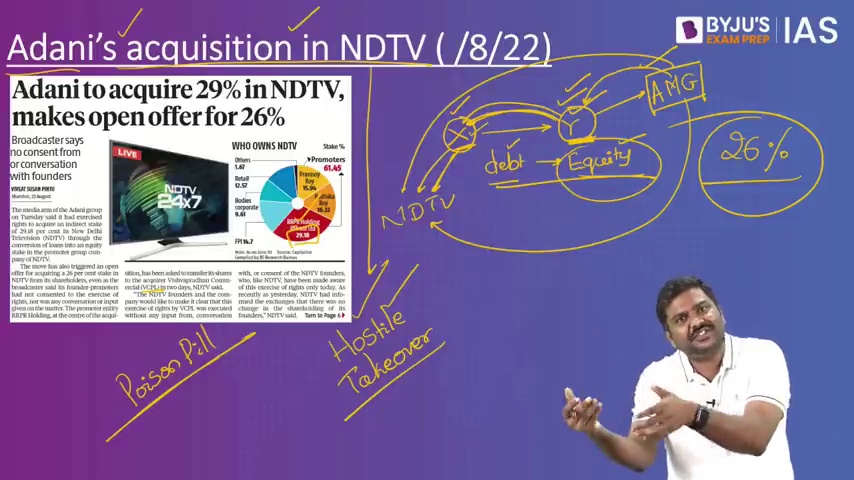 Adani's acquisition in NDTV ( /8/22)
BYJU'S
EXAM PREP
IAS
Adani to acquire 29% in NDTV,
makes open offer for 26%
Broadcaster says
no consent from
or conversation
with founders
VIVEAT SUSAN PINTO
Mumbai, 23 August
The media arm of the Adani group
on Tuesday said it had exercised
rights to acquire an indirect stake
of 29.18 per cent in New Delhi
Television (NDTV) through the
conversion of loans into an equity
stake in the promoter group com-
pany of NDTV.
The move has also triggered an open
offer for acquiring a 26 per cent stake in
NDTV from its shareholders, even as the
broadcaster said its founder-promoters
had not consented to the exercise of
rights, nor was any conversation or input
given on the matter. The promoter entity
RRPR Holding, at the centre of the acqui-
LIVE
NDTV
24x7
WHO OWNS NDTV
Stake %
Others
1.67
Retail
12.57
Bodies
corporate
9.61
FPI 14.7
Promoters
61.45
Prannoy
Roy
15.94
Radhika
Roy
16.32
RRPR Holding
Private Ltd
29.18
Note: As on June 30
Source: Capitaline
Compiled by BS Research Bureau
sition, has been asked to transfer its shares
to the acquirer Vishvapradhan Comm-
ercial (VCPL) in two days, NDTV said.
"The NDTV founders and the com-
pany would like to make it clear that this
exercise of rights by VCPL was executed
without any input from, conversation
with, or consent of the NDTV founders,
who, like NDTV, have been made aware
of this exercise of rights only today. As
recently as yesterday, NDTV had infor-
med the exchanges that there was no
change in the shareholding of its
founders," NDTV said.
Turn to Page 6
X
Y
AMG
debt → Equity
NDTV
26%
Poison Pill
Hostile
Takeover